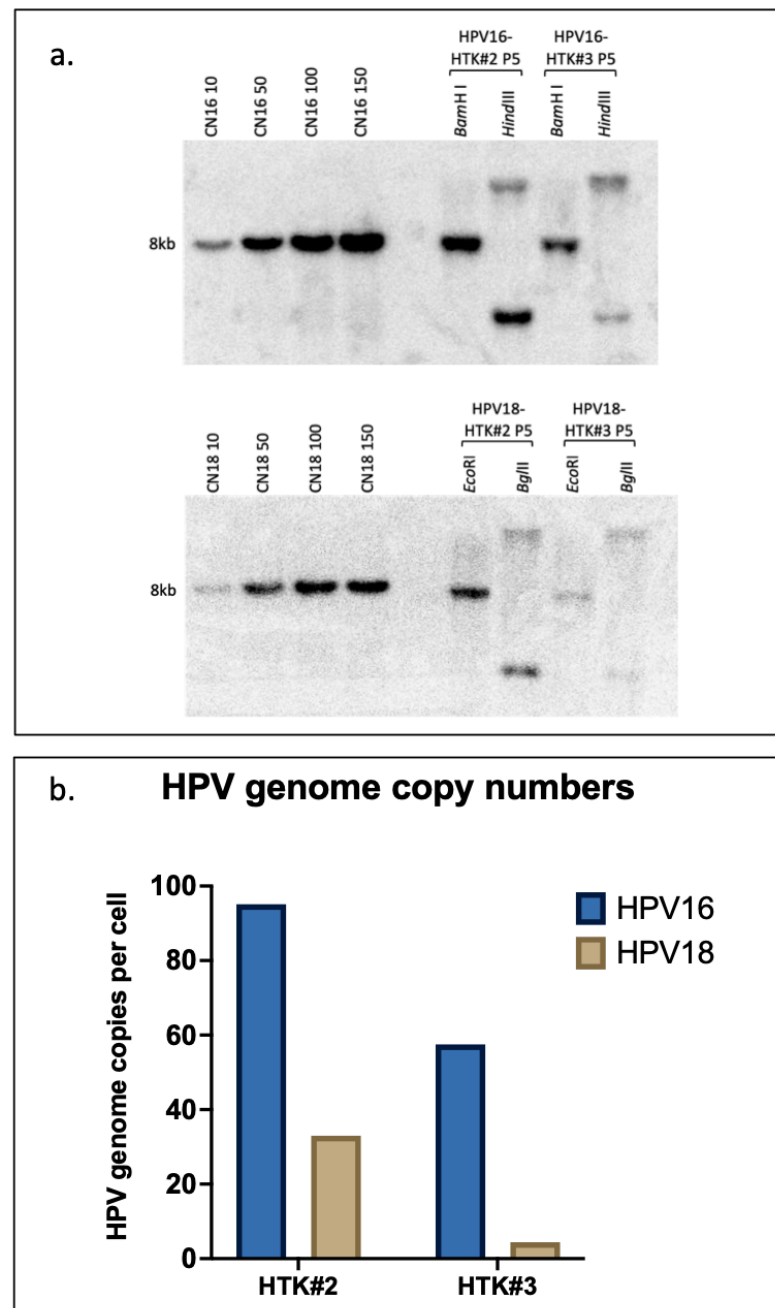 a.
HPV16-
HTK#2 P5
HPV16-
HTK#3 P5
CN16 10
CN16 50
CN16 100
CN16 150
BamH I
HindIII
BamH I
HindIII
8kb
HPV18-
HTK#2 P5
HPV18-
HTK#3 P5
CN18 10
CN18 50
CN18 100
CN18 150
EcoRI
BglII
EcoRI
BglII
8kb
b.
HPV genome copy numbers
HPV genome copies per cell
100
80
60
40
20
0
HPV16
HPV18
HTK#2
HTK#3